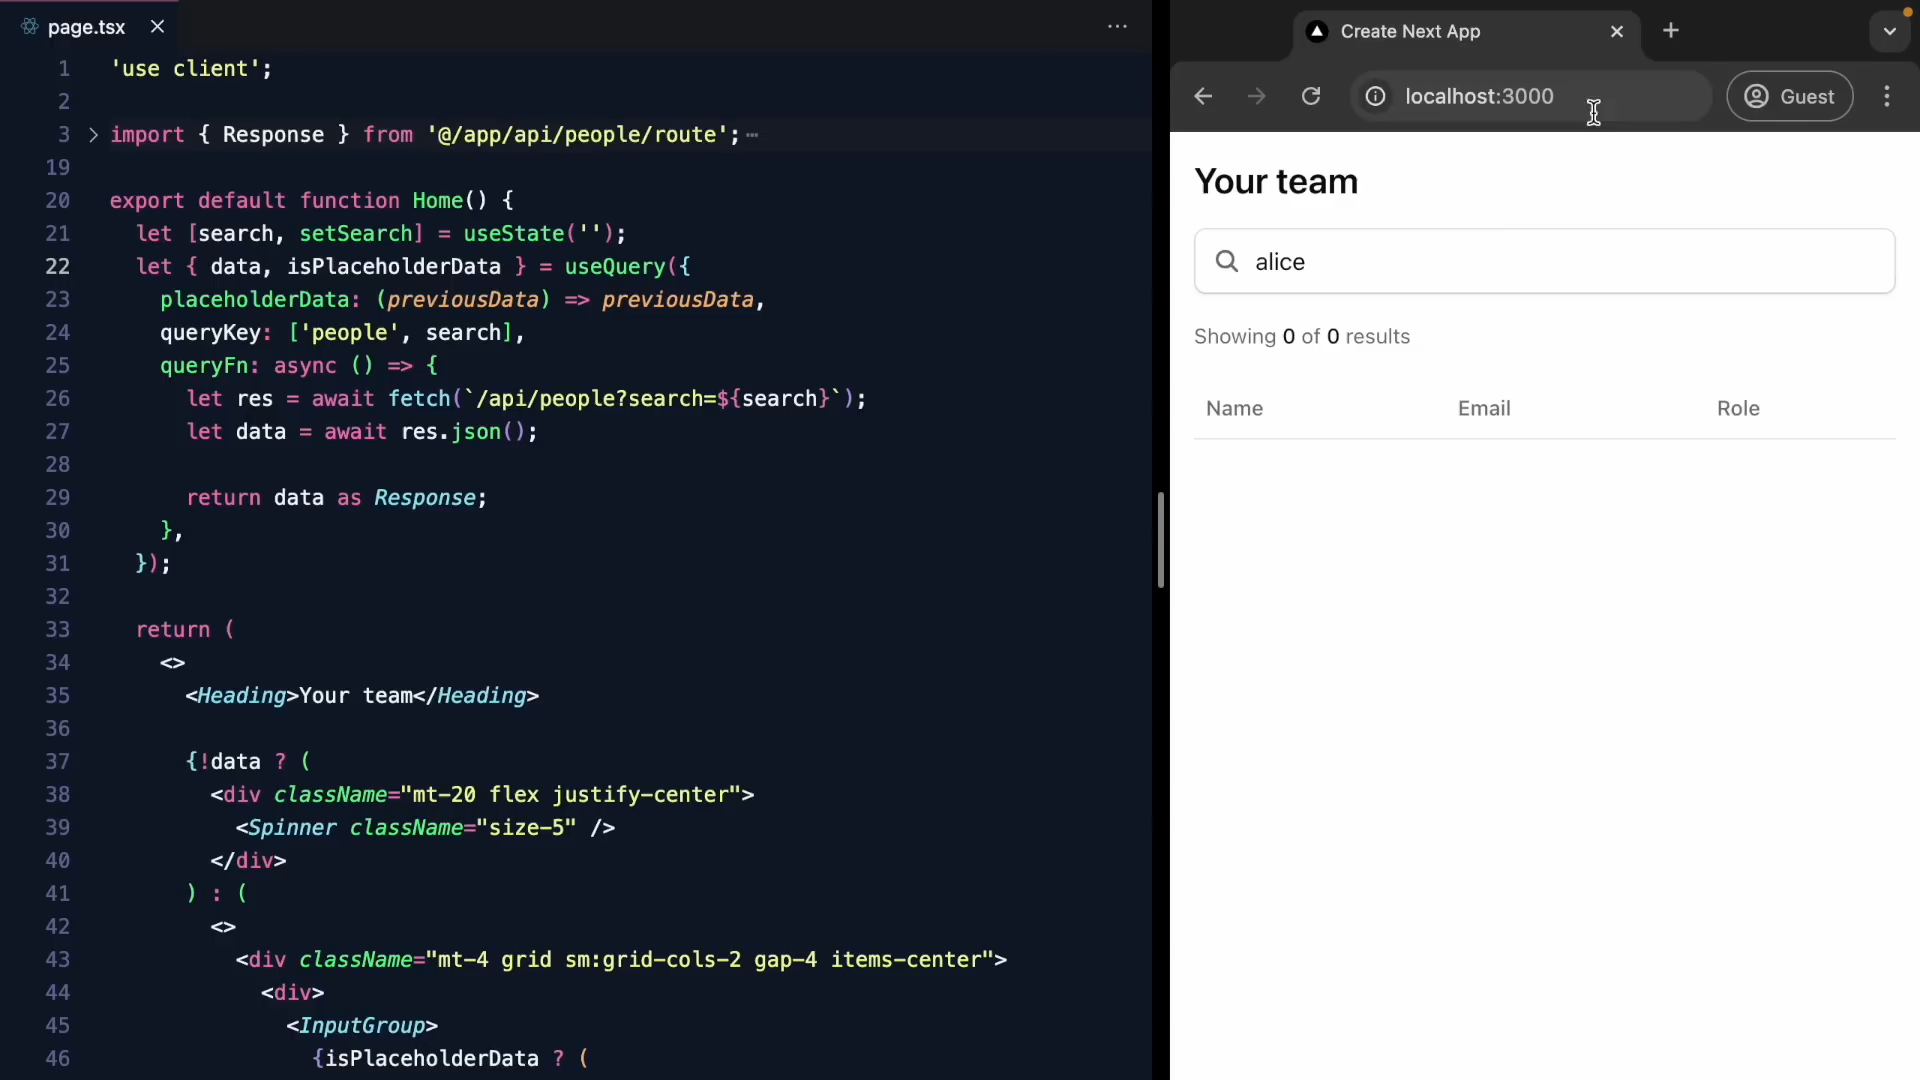 page.tsx
1 'use client';
2
3 import { Response } from '@/app/api/people/route';
19
20 export default function Home() {
21 let [search, setSearch] = useState('');
22 let { data, isPlaceholderData } = useQuery({
23 placeholderData: (previousData) => previousData,
24 queryKey: ['people', search],
25 queryFn: async () => {
26 let res = await fetch(`/api/people?search=${search}`);
27 let data = await res.json();
28
29 return data as Response;
30 },
31 });
32
33 return (
34 <>
35 <Heading>Your team</Heading>
36
37 {!data ? (
38 <div className="mt-20 flex justify-center">
39 <Spinner className="size-5" />
40 </div>
41 ) : (
42 <>
43 <div className="mt-4 grid sm:grid-cols-2 gap-4 items-center">
44 <div>
45 <InputGroup>
46 {isPlaceholderData ? (
Create Next App
localhost:3000
Guest
Your team
alice
Showing 0 of 0 results
Name Email Role